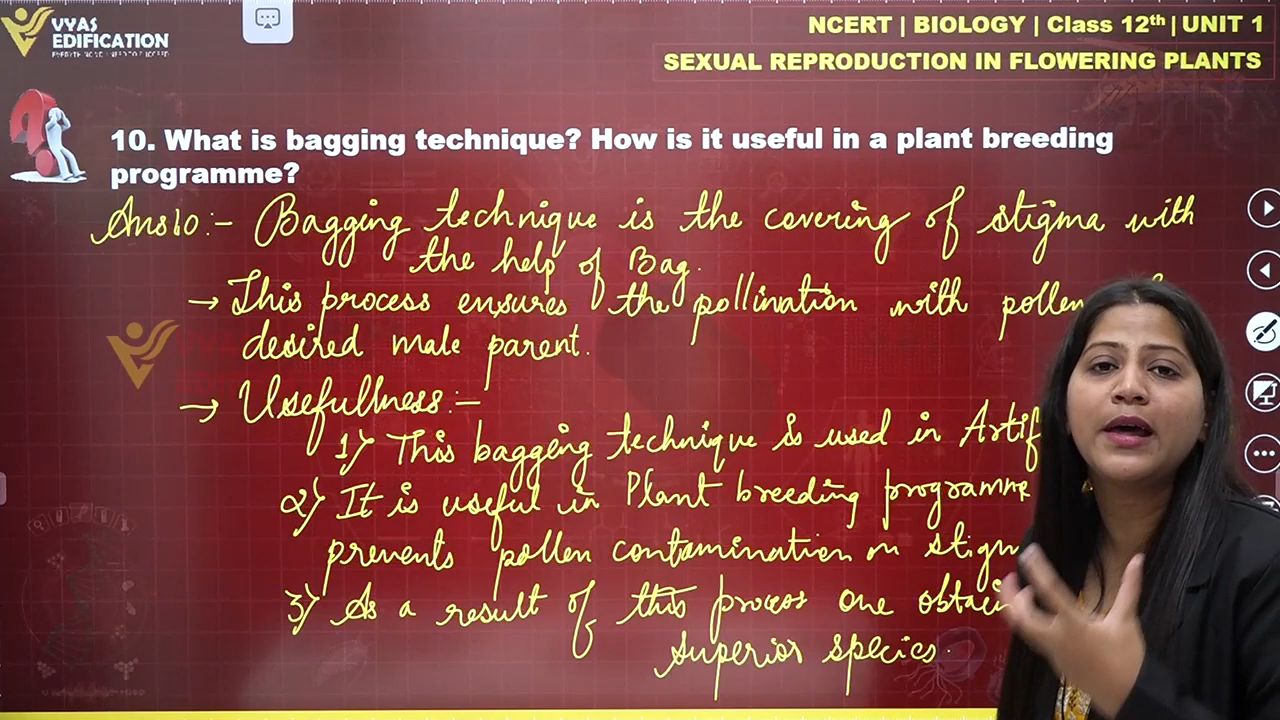 VYAS
EDIFICATION
NCERT | BIOLOGY | Class 12th | UNIT 1
SEXUAL REPRODUCTION IN FLOWERING PLANTS
10. What is bagging technique? How is it useful in a plant breeding
programme?
Ans10:- Bagging technique is the covering of stigma with
the help of Bag.
→ This process ensures the pollination with pollen
desired male parent.
→ Usefullness:-
1) This bagging technique is used in Artif
2) It is useful in Plant breeding programme
prevents pollen contamination on stigm
3) As a result of this process one obtai
superior species.